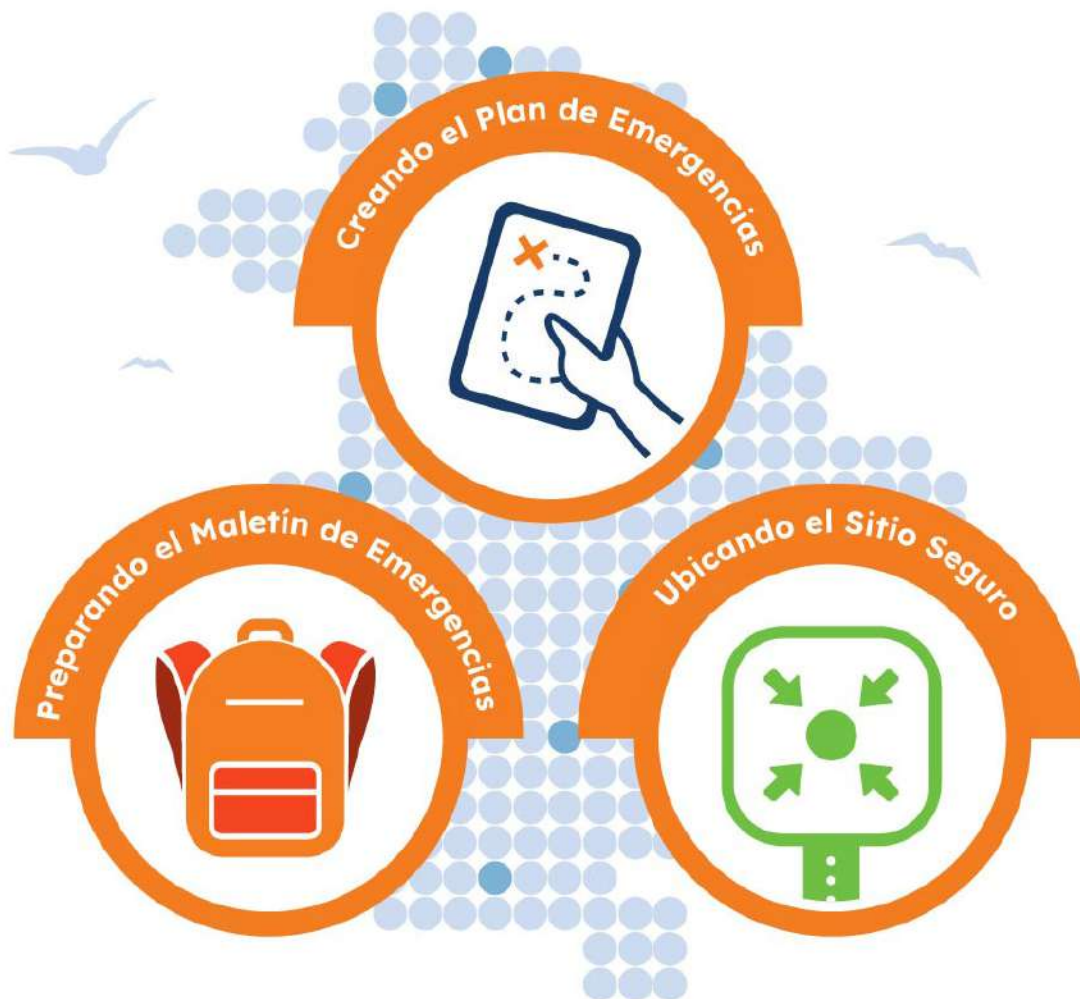 Creando el Plan de Emergencias
Preparando el Maletín de Emergencias
Ubicando el Sitio Seguro